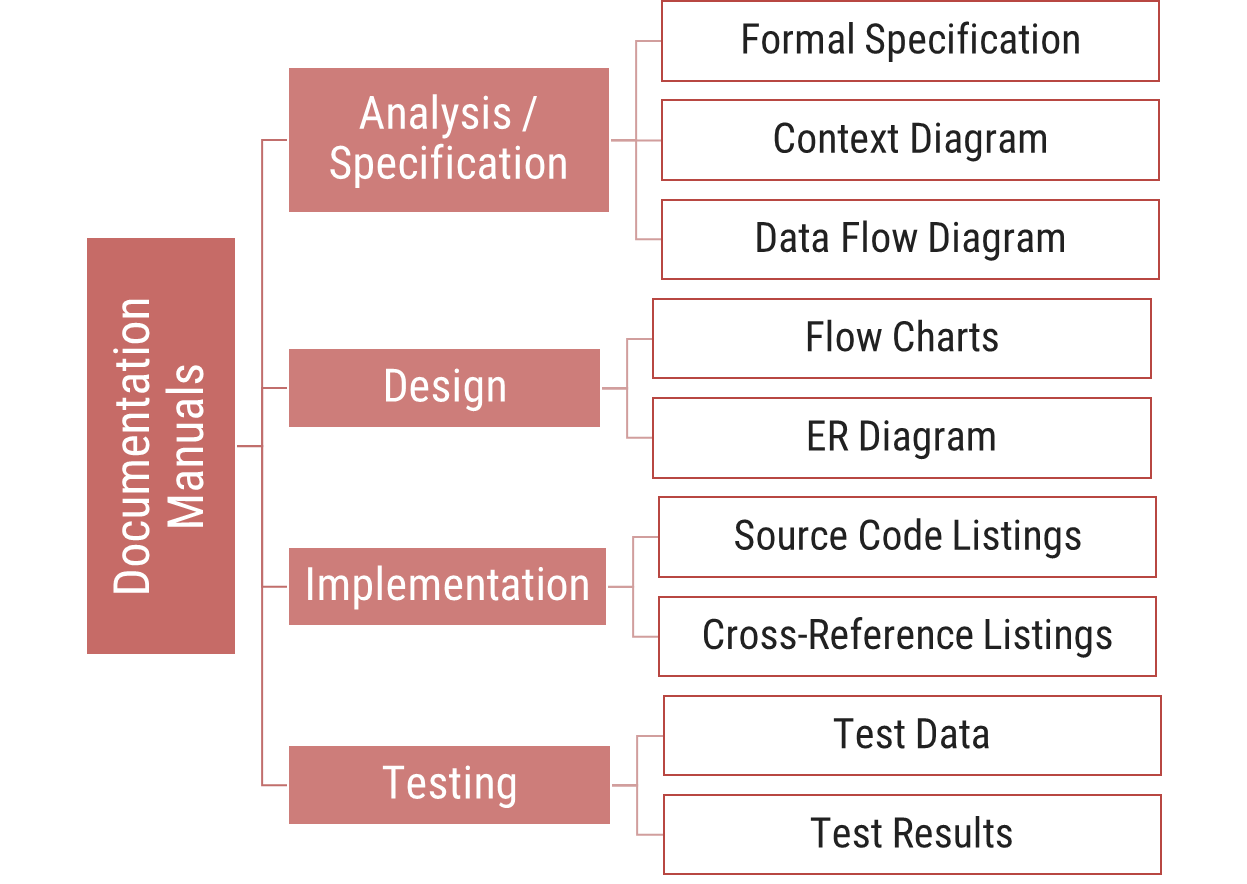 Documentation
Manuals
Analysis /
Specification
Formal Specification
Context Diagram
Data Flow Diagram
Design
Flow Charts
ER Diagram
Implementation
Source Code Listings
Cross-Reference Listings
Testing
Test Data
Test Results